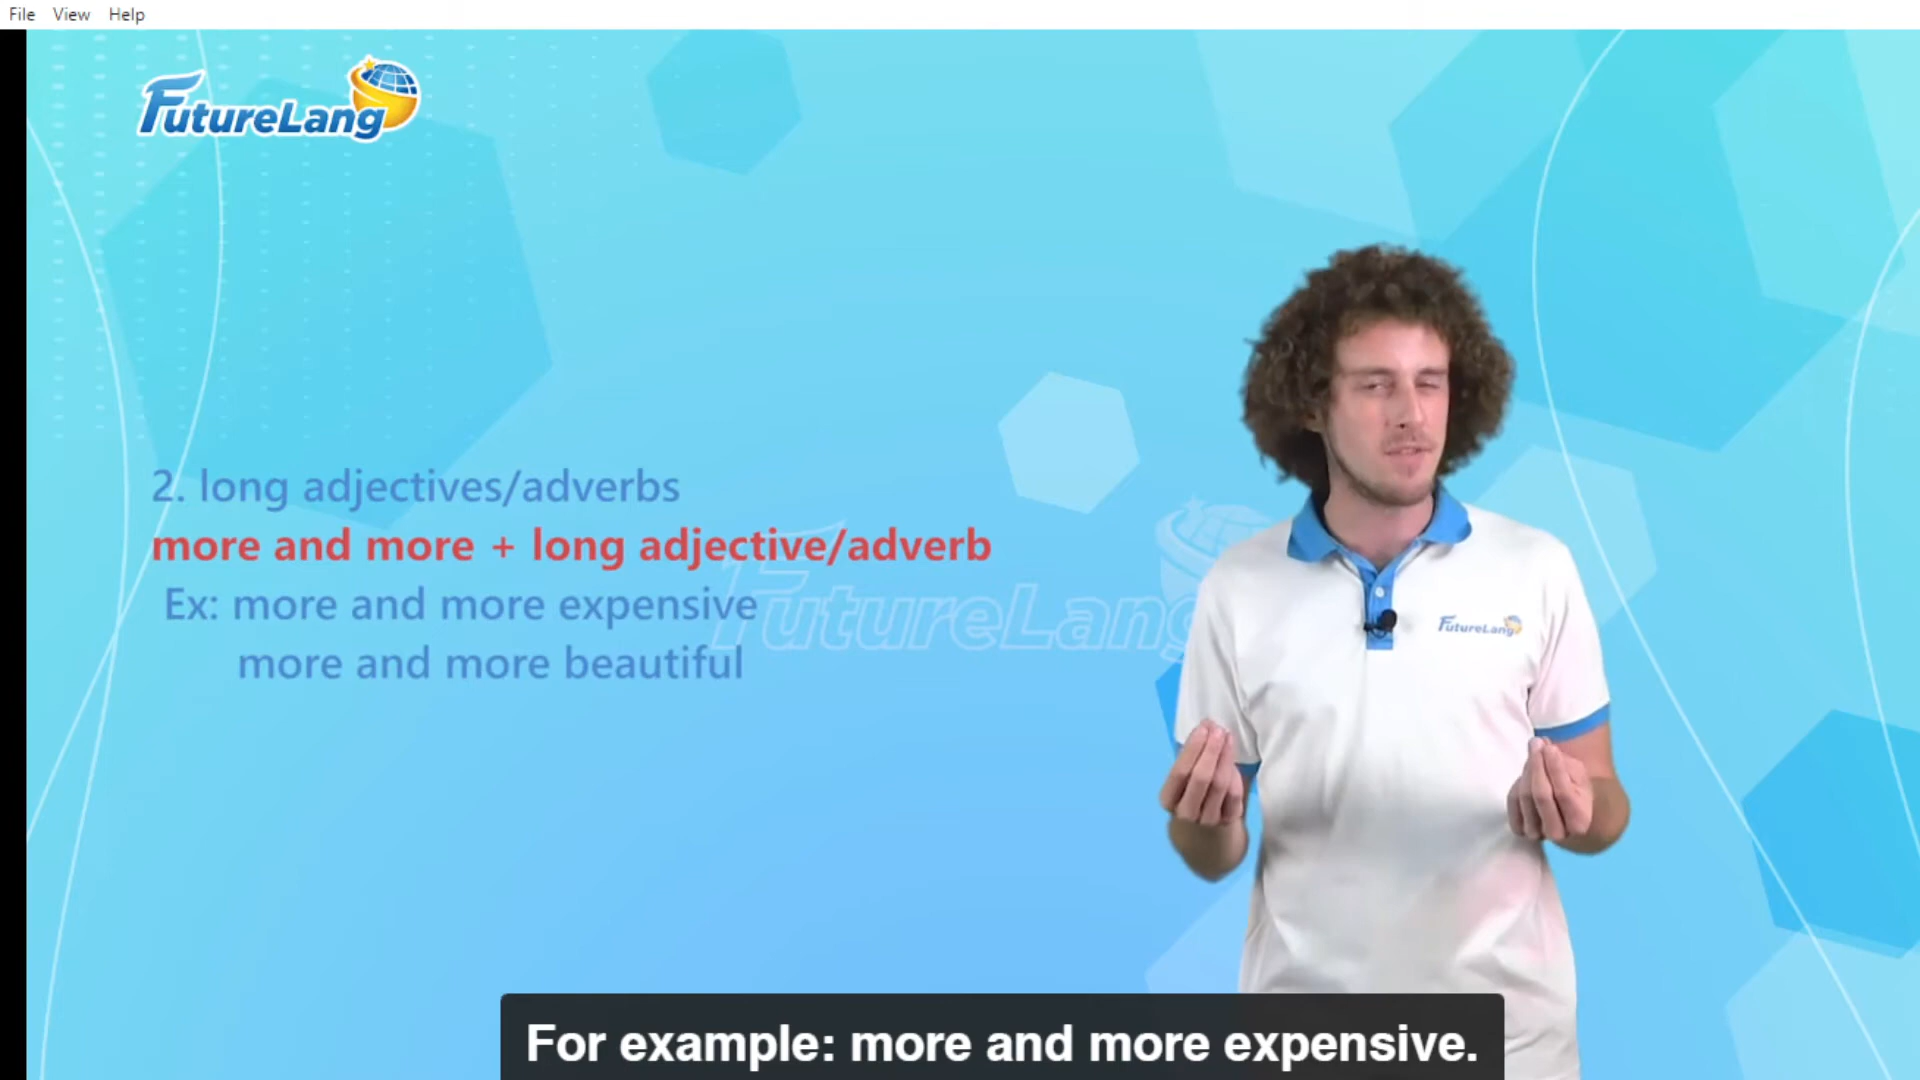 File View Help
FutureLang
2. long adjectives/adverbs
more and more + long adjective/adverb
Ex: more and more expensive
more and more beautiful
FutureLang
FutureLang
For example: more and more expensive.